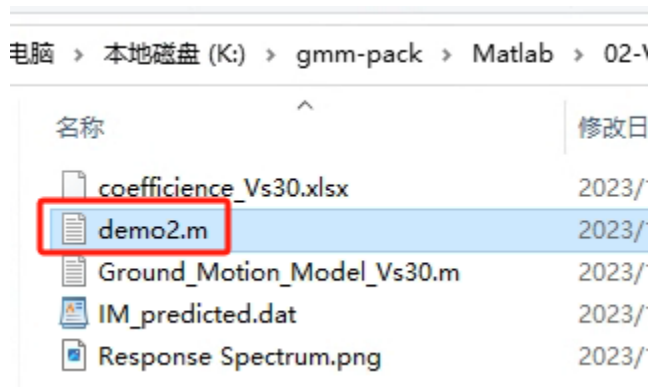 电脑 > 本地磁盘 (K:) > gmm-pack > Matlab > 02-V
名称 修改日
coefficience_Vs30.xlsx 2023/
demo2.m 2023/
Ground_Motion_Model_Vs30.m 2023/
IM_predicted.dat 2023/
Response Spectrum.png 2023/